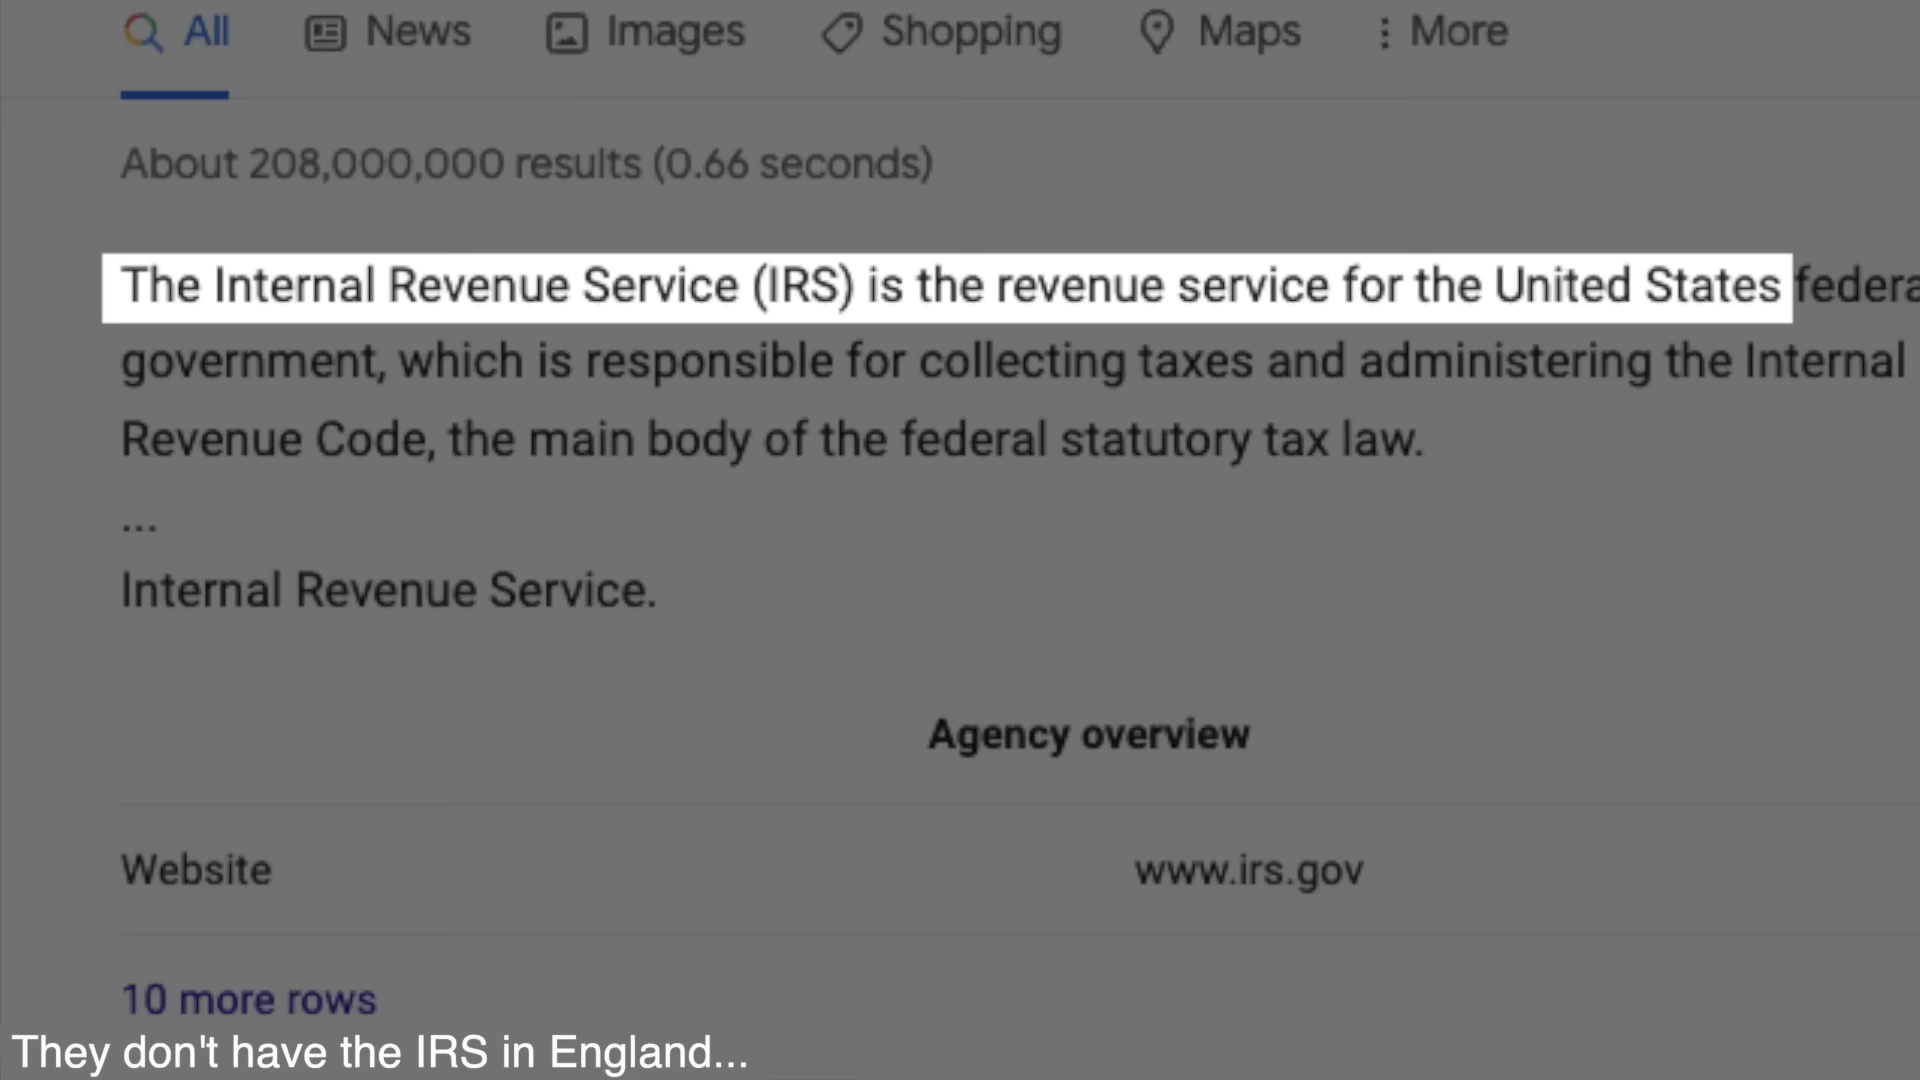 All News Images Shopping Maps More
About 208,000,000 results (0.66 seconds)
The Internal Revenue Service (IRS) is the revenue service for the United States federa
government, which is responsible for collecting taxes and administering the Internal
Revenue Code, the main body of the federal statutory tax law.
...
Internal Revenue Service.
Agency overview
Website www.irs.gov
10 more rows
They don't have the IRS in England...